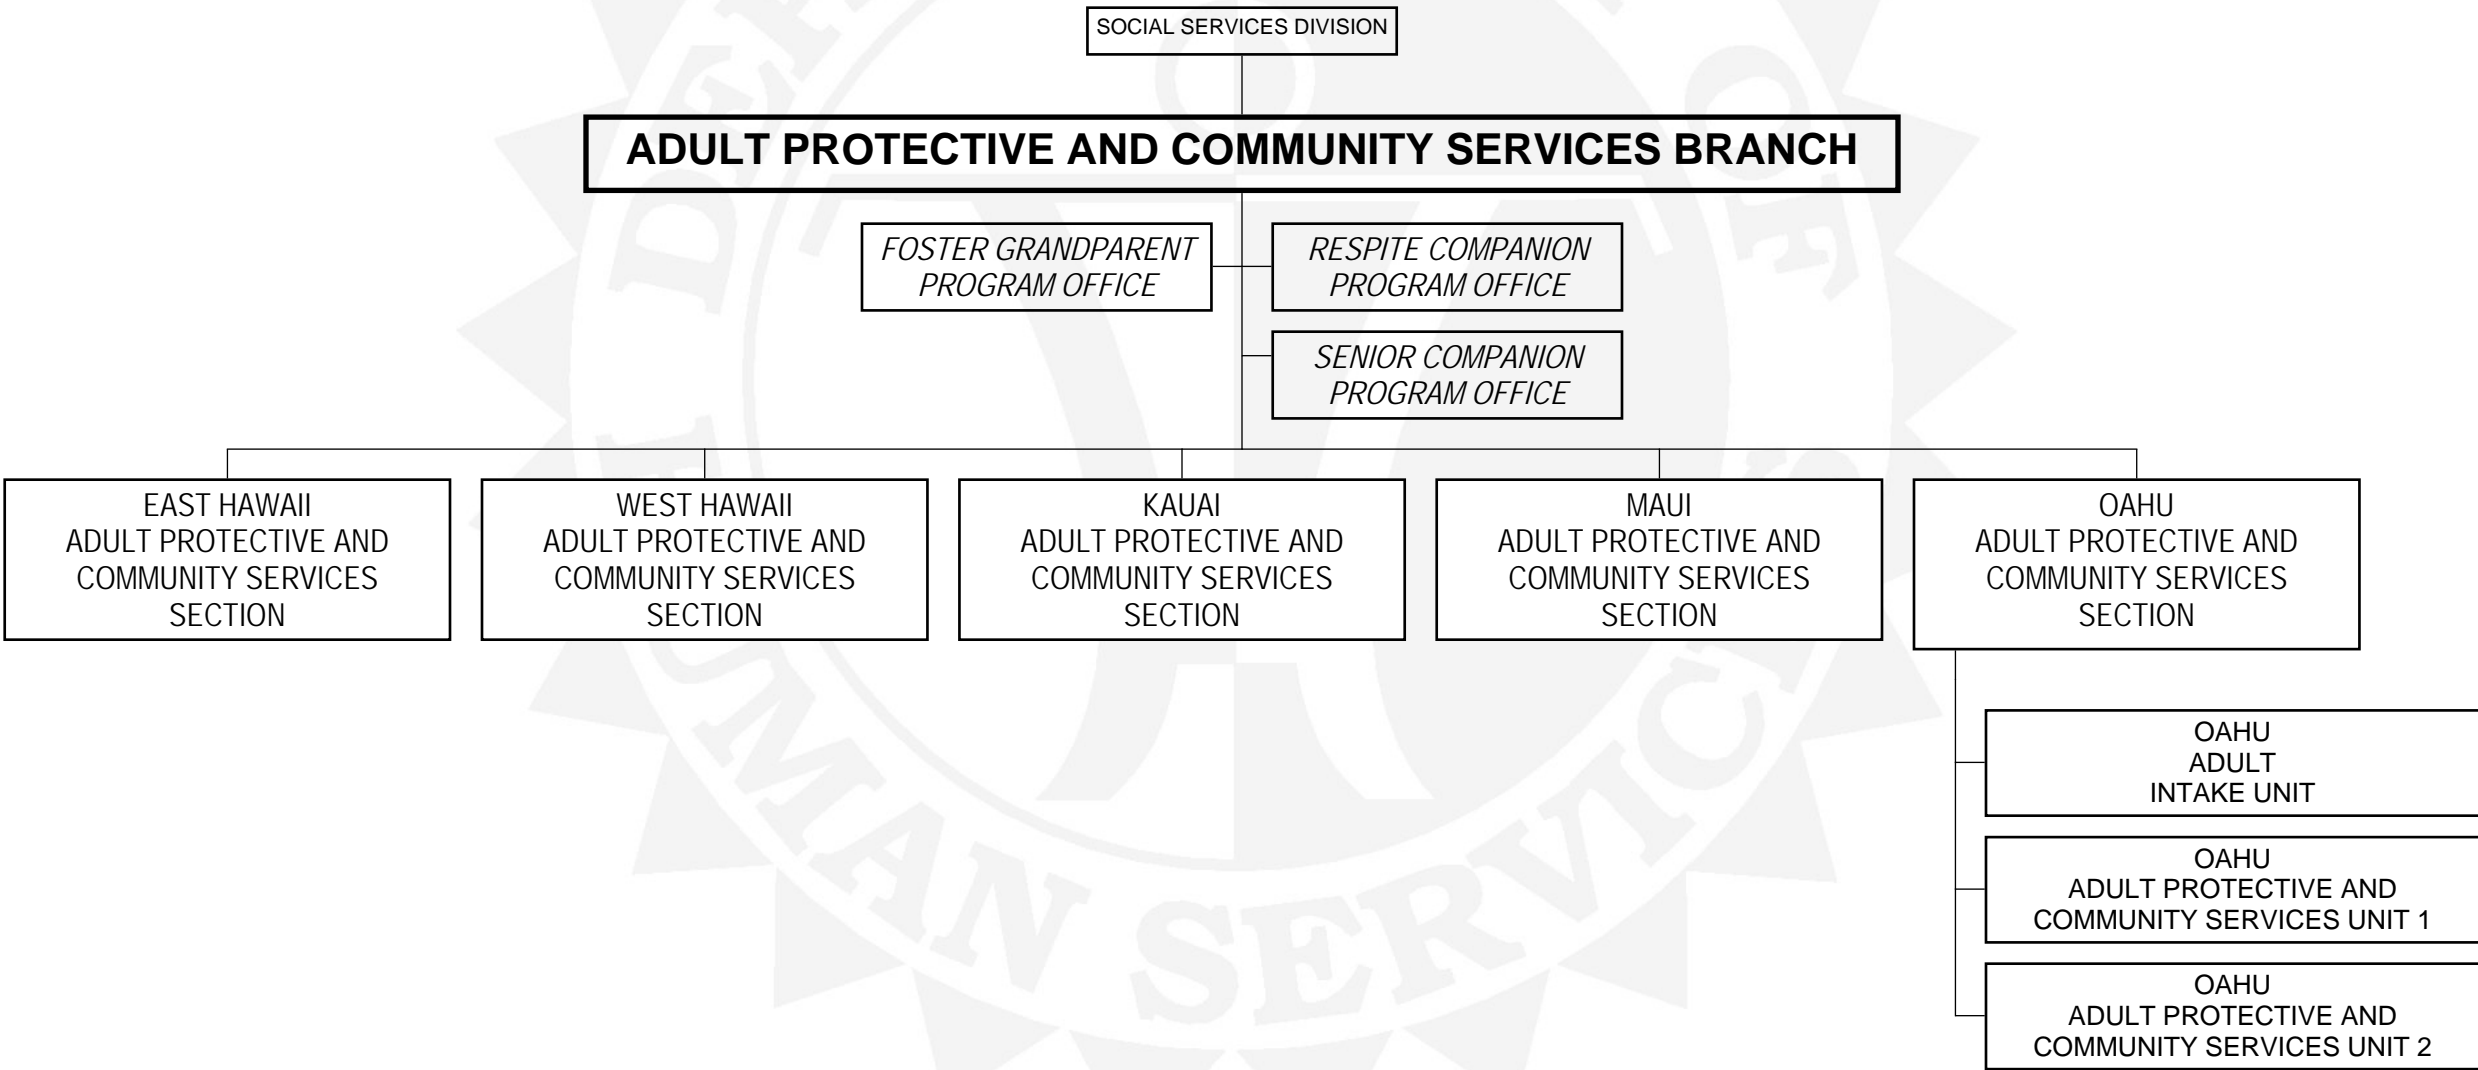 SOCIAL SERVICES DIVISION
ADULT PROTECTIVE AND COMMUNITY SERVICES BRANCH
FOSTER GRANDPARENT
PROGRAM OFFICE
RESPITE COMPANION
PROGRAM OFFICE
SENIOR COMPANION
PROGRAM OFFICE
EAST HAWAII
ADULT PROTECTIVE AND
COMMUNITY SERVICES
SECTION
WEST HAWAII
ADULT PROTECTIVE AND
COMMUNITY SERVICES
SECTION
KAUAI
ADULT PROTECTIVE AND
COMMUNITY SERVICES
SECTION
MAUI
ADULT PROTECTIVE AND
COMMUNITY SERVICES
SECTION
OAHU
ADULT PROTECTIVE AND
COMMUNITY SERVICES
SECTION
OAHU
ADULT
INTAKE UNIT
OAHU
ADULT PROTECTIVE AND
COMMUNITY SERVICES UNIT 1
OAHU
ADULT PROTECTIVE AND
COMMUNITY SERVICES UNIT 2
OF
HUMAN SERVICES